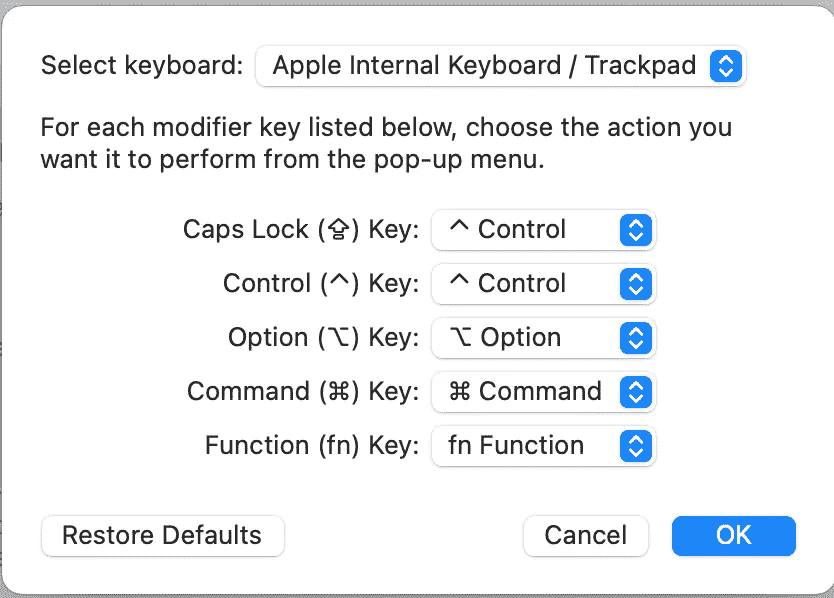 Select keyboard: Apple Internal Keyboard / Trackpad
For each modifier key listed below, choose the action you
want it to perform from the pop-up menu.
Caps Lock (⇪) Key: ^ Control
Control (^) Key: ^ Control
Option (⌥) Key: ⌥ Option
Command (⌘) Key: ⌘ Command
Function (fn) Key: fn Function
Restore Defaults Cancel OK